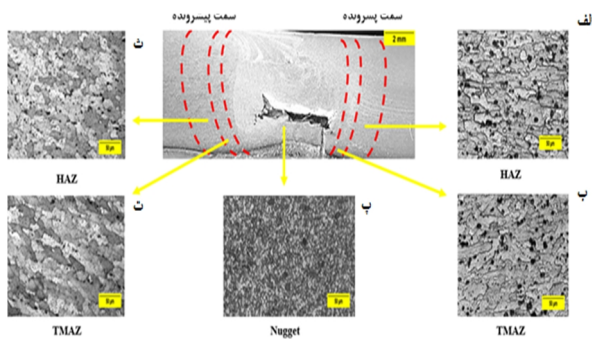 سمت پیشرونده
سمت پسرونده
الف
ث
2 mm
HAZ
HAZ
ب
پ
ت
TMAZ
Nugget
TMAZ